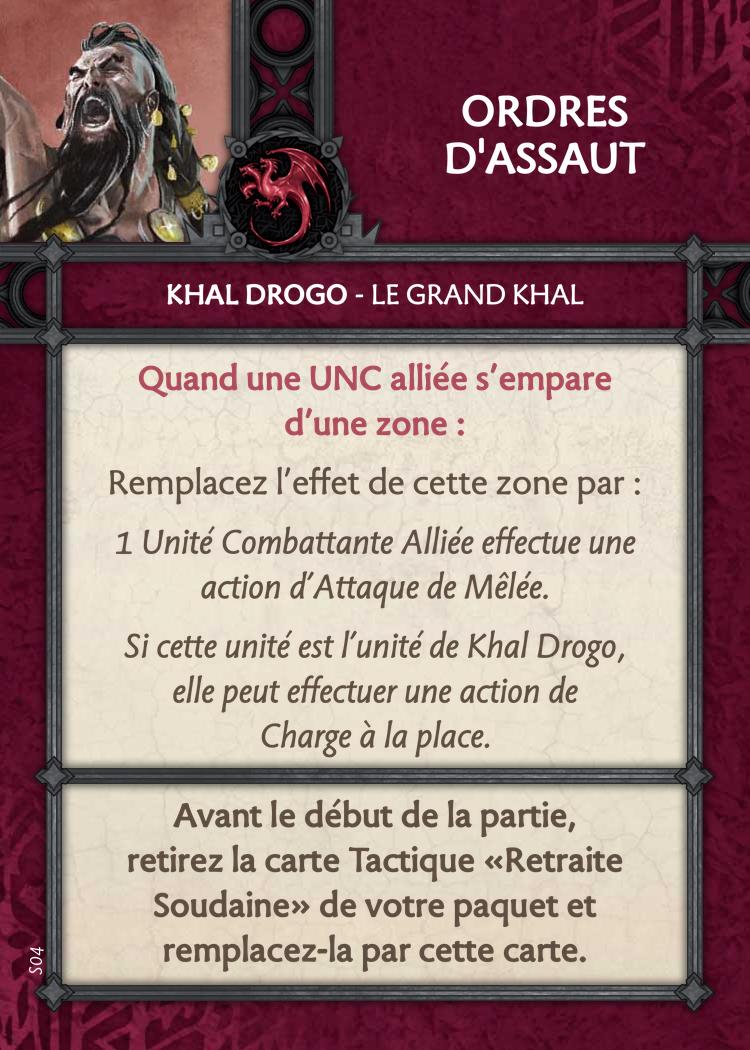 ORDRES
D'ASSAUT
KHAL DROGO - LE GRAND KHAL
Quand une UNC alliée s’empare
d’une zone :
Remplacez l’effet de cette zone par :
1 Unité Combattante Alliée effectue une
action d’Attaque de Mêlée.
Si cette unité est l’unité de Khal Drogo,
elle peut effectuer une action de
Charge à la place.
Avant le début de la partie,
retirez la carte Tactique «Retraite
Soudaine» de votre paquet et
remplacez-la par cette carte.
S04